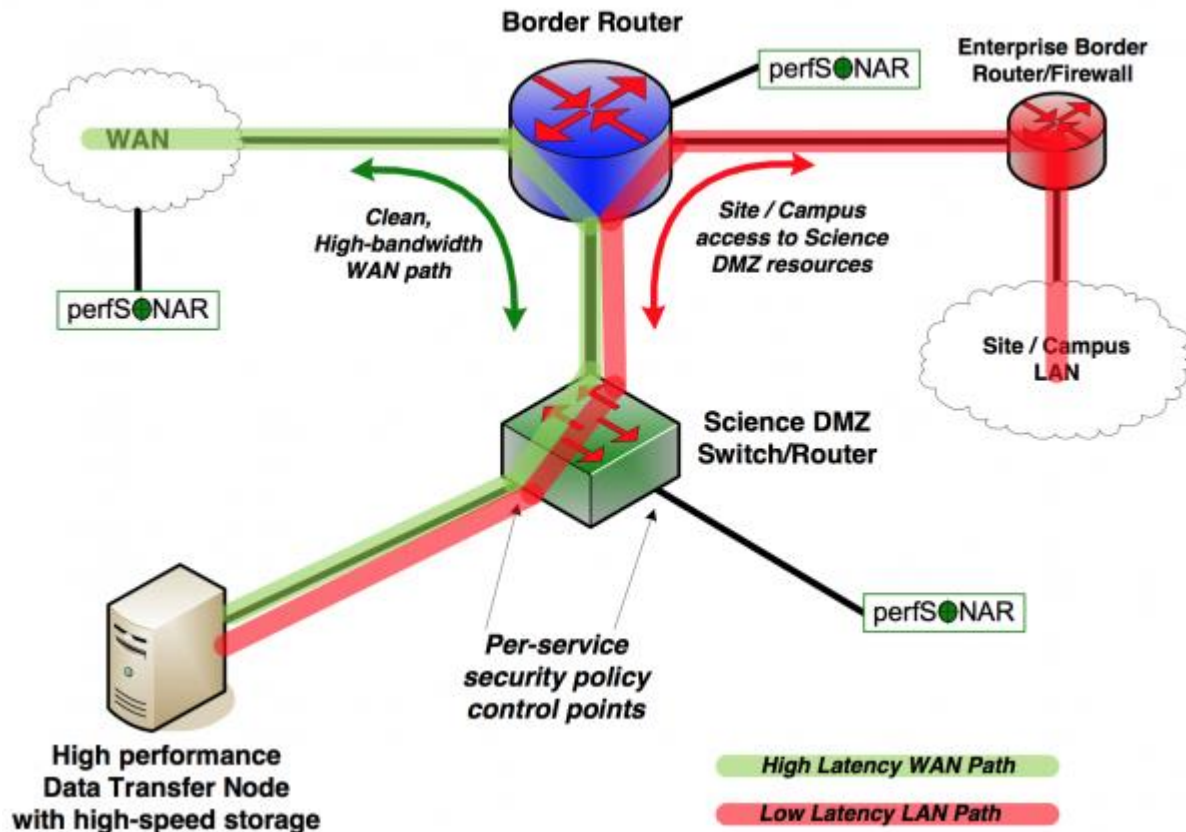 Border Router
perfSONAR
Enterprise Border
Router/Firewall
WAN
Clean,
High-bandwidth
WAN path
Site / Campus
access to Science
DMZ resources
perfSONAR
Site / Campus
LAN
Science DMZ
Switch/Router
perfSONAR
Per-service
security policy
control points
High performance
Data Transfer Node
with high-speed storage
High Latency WAN Path
Low Latency LAN Path